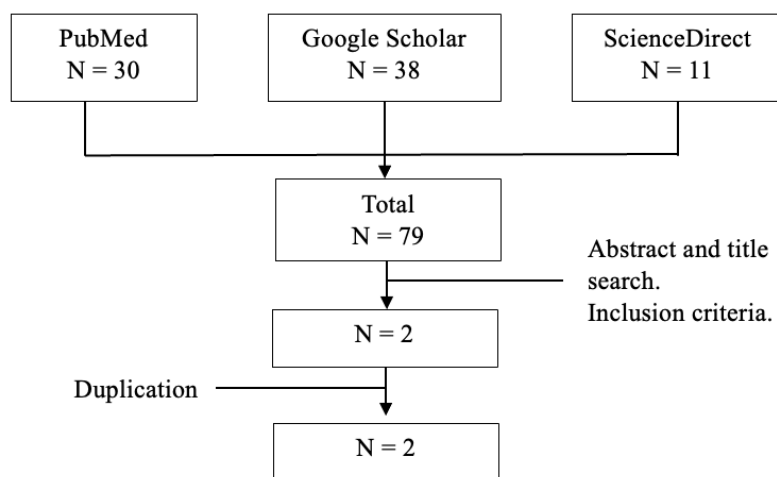 PubMed
N = 30
Google Scholar
N = 38
ScienceDirect
N = 11
Total
N = 79
Abstract and title
search.
Inclusion criteria.
N = 2
Duplication
N = 2